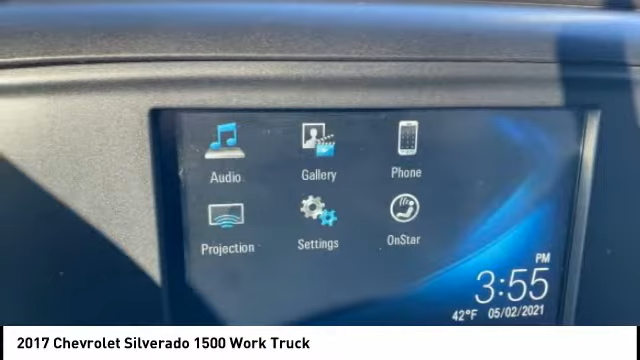 Audio Gallery Phone
Projection Settings OnStar
PM
3:55
42°F 05/02/2021
2017 Chevrolet Silverado 1500 Work Truck